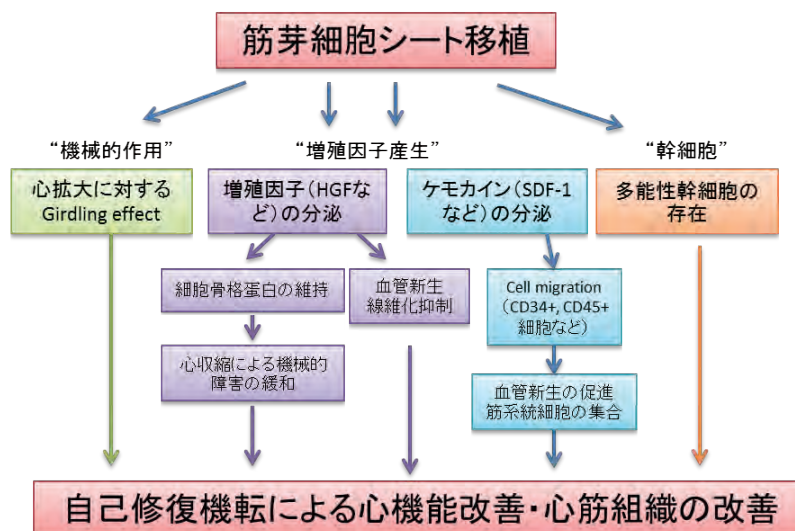 筋芽細胞シート移植
“機械的作用”
“増殖因子産生”
“幹細胞”
心拡大に対する
Girdling effect
増殖因子（HGFな
ど）の分泌
ケモカイン（SDF-1
など）の分泌
多能性幹細胞の
存在
細胞骨格蛋白の維持
血管新生
線維化抑制
Cell migration
（CD34+, CD45+
細胞など）
心収縮による機械的
障害の緩和
血管新生の促進
筋系統細胞の集合
自己修復機転による心機能改善・心筋組織の改善